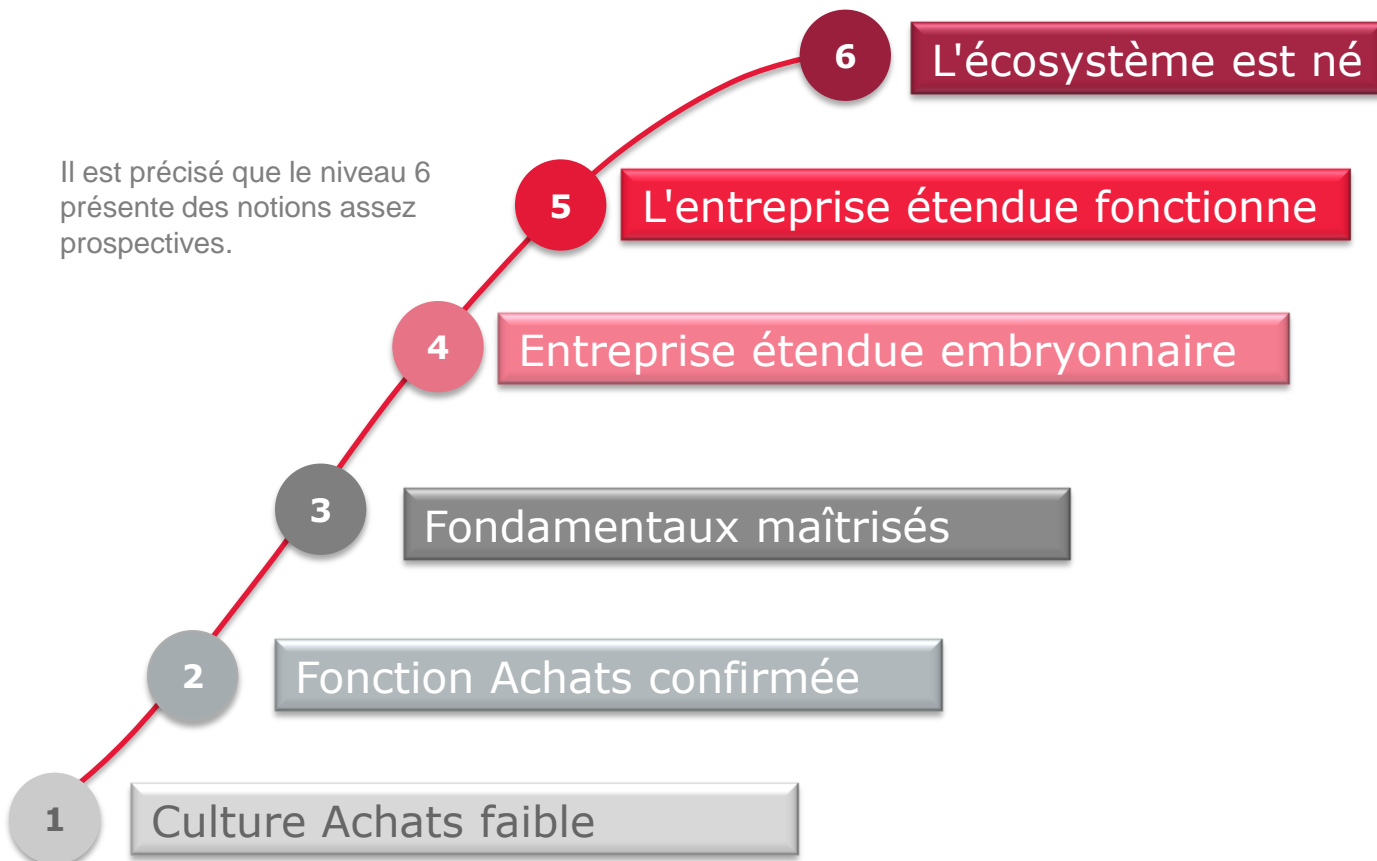 6
L'écosystème est né
Il est précisé que le niveau 6
présente des notions assez
prospectives.
5
L'entreprise étendue fonctionne
4
Entreprise étendue embryonnaire
3
Fondamentaux maîtrisés
2
Fonction Achats confirmée
1
Culture Achats faible